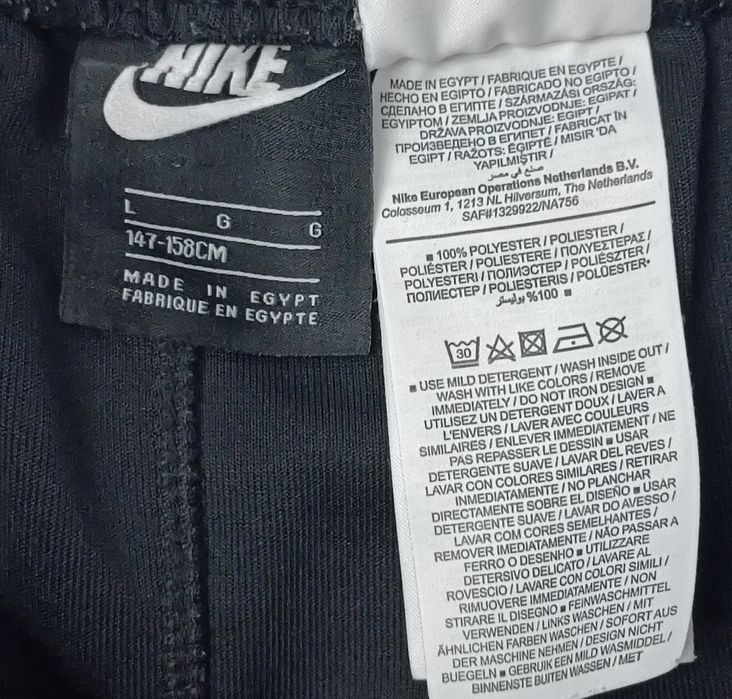 NIKE
L G G
147-158CM
MADE IN EGYPT
FABRIQUE EN EGYPTE
MADE IN EGYPT / FABRIQUE EN EGYPTE /
HECHO EN EGIPTO / FABRICADO NO EGIPTO /
СДЕЛАНО В ЕГИПТЕ / SZÁRMAZÁSI ORSZÁG:
EGYIPTOM / ZEMLJA PROIZVODNJE: EGIPAT /
DRŽAVA PROIZVODNJE: EGIPT /
ПРОИЗВЕДЕНО В ЕГИПЕТ / FABRICAT IN
EGIPT / RAŽOTS: ĒĢIPTĒ / MISIR 'DA
YAPILMIŞTIR /
صنع في مصر
Nike European Operations Netherlands B.V.
Colosseum 1, 1213 NL Hilversum, The Netherlands
SAF#1329922/NA756
■ 100% POLYESTER / POLIESTER /
POLIÉSTER / POLIESTERE / ΠΟΛΥΕΣΤΕΡΑΣ /
POLYESTERI / ПОЛИЭСТЕР / POLIÉSZTER /
ПОЛИЕСТЕР / POLIESTERIS / POLÜESTER*
100% بوليستر ■
30
■ USE MILD DETERGENT / WASH INSIDE OUT /
WASH WITH LIKE COLORS / REMOVE
IMMEDIATELY / DO NOT IRON DESIGN ■
UTILISEZ UN DETERGENT DOUX / LAVER A
L'ENVERS / LAVER AVEC COULEURS
SIMILAIRES / ENLEVER IMMEDIATEMENT / NE
PAS REPASSER LE DESSIN ■ USAR
DETERGENTE SUAVE / LAVAR DEL REVES /
LAVAR CON COLORES SIMILARES / RETIRAR
INMEDIATAMENTE / NO PLANCHAR
DIRECTAMENTE SOBRE EL DISEÑO ■ USAR
DETERGENTE SUAVE / LAVAR DO AVESSO /
LAVAR COM CORES SEMELHANTES /
REMOVER IMEDIATAMENTE / NÃO PASSAR A
FERRO O DESENHO ■ UTILIZZARE
DETERSIVO DELICATO / LAVARE AL
ROVESCIO / LAVARE CON COLORI SIMILI /
RIMUOVERE IMMEDIATAMENTE / NON
STIRARE IL DISEGNO ■ FEINWASCHMITTEL
VERWENDEN / LINKS WASCHEN / MIT
ÄHNLICHEN FARBEN WASCHEN / SOFORT AUS
DER MASCHINE NEHMEN / DESIGN NICHT
BUEGELN ■ GEBRUIK EEN MILD WASMIDDEL /
BINNENSTE BUITEN WASSEN / MET